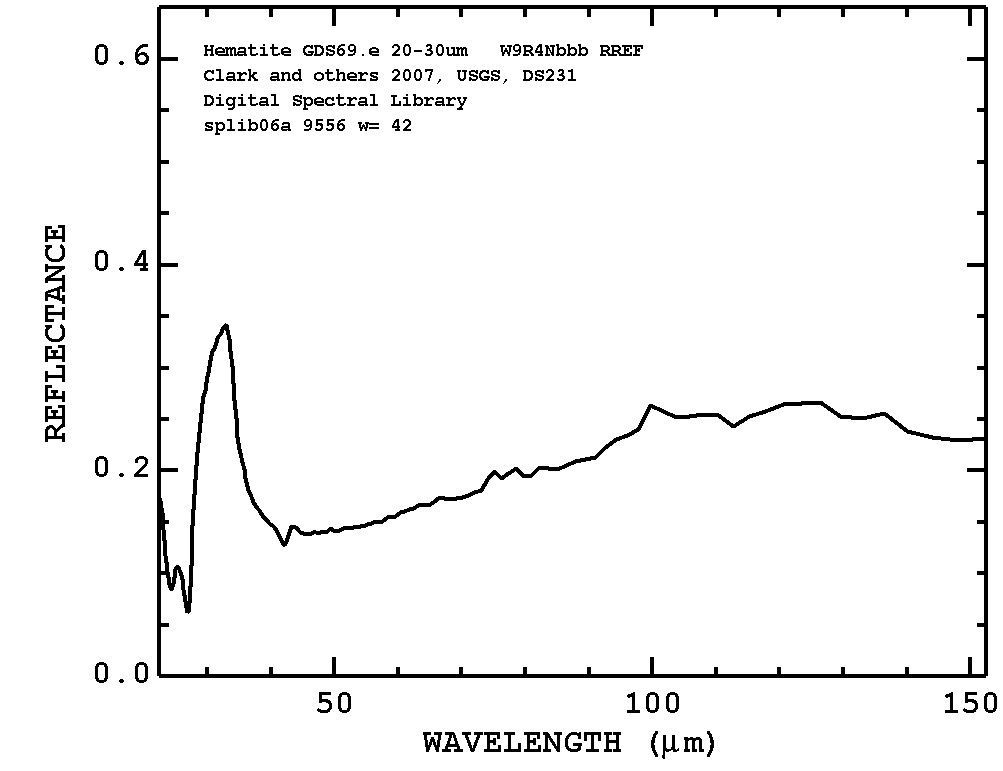 Hematite GDS69.e 20-30um W9R4Nbbb RREF
Clark and others 2007, USGS, DS231
Digital Spectral Library
splib06a 9556 w= 42
REFLECTANCE
0.6
0.4
0.2
0.0
50 100 150
WAVELENGTH (μm)